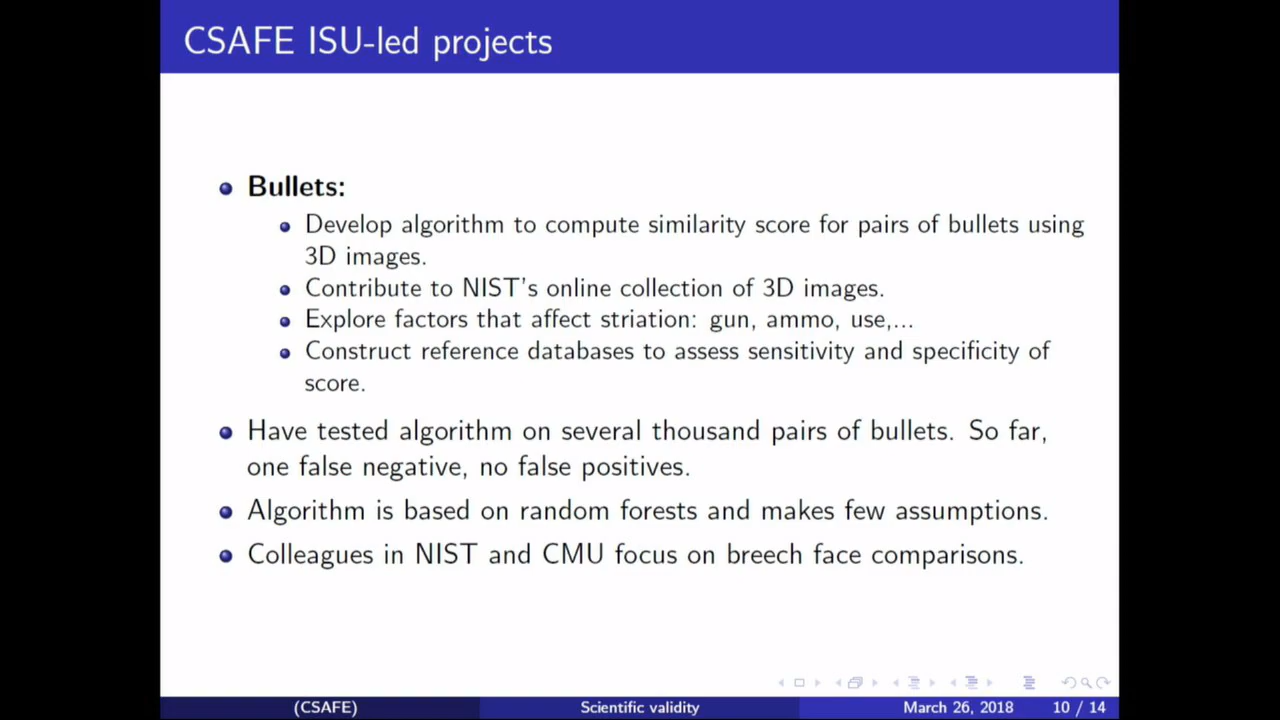 CSAFE ISU-led projects
Bullets:
Develop algorithm to compute similarity score for pairs of bullets using
3D images.
Contribute to NIST's online collection of 3D images.
Explore factors that affect striation: gun, ammo, use,...
Construct reference databases to assess sensitivity and specificity of
score.
Have tested algorithm on several thousand pairs of bullets. So far,
one false negative, no false positives.
Algorithm is based on random forests and makes few assumptions.
Colleagues in NIST and CMU focus on breech face comparisons.
(CSAFE) Scientific validity March 26, 2018 10 / 14